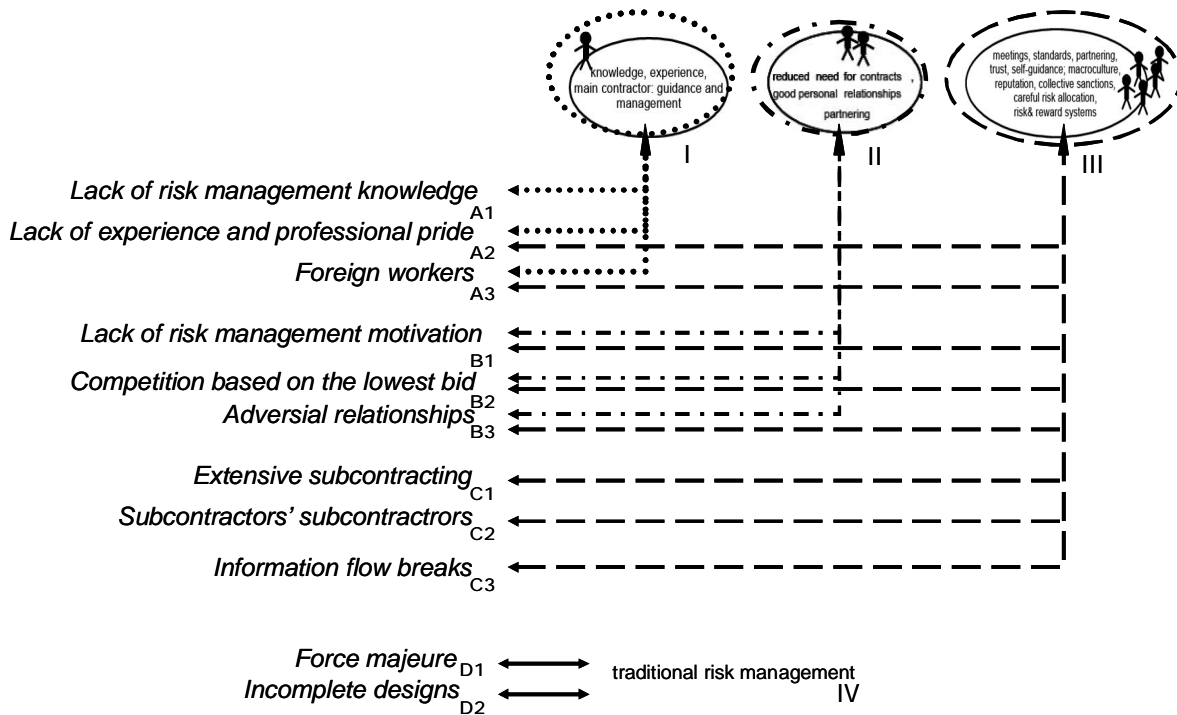 knowledge, experience,
main contractor: guidance and
management
I
reduced need for contracts ,
good personal relationships
partnering
II
meetings, standards, partnering,
trust, self-guidance; macroculture,
reputation, collective sanctions,
careful risk allocation,
risk& reward systems
III
Lack of risk management knowledge A1
Lack of experience and professional pride A2
Foreign workers A3
Lack of risk management motivation B1
Competition based on the lowest bid B2
Adversial relationships B3
Extensive subcontracting C1
Subcontractors' subcontractrors C2
Information flow breaks C3
Force majeure D1
traditional risk management
Incomplete designs D2
IV